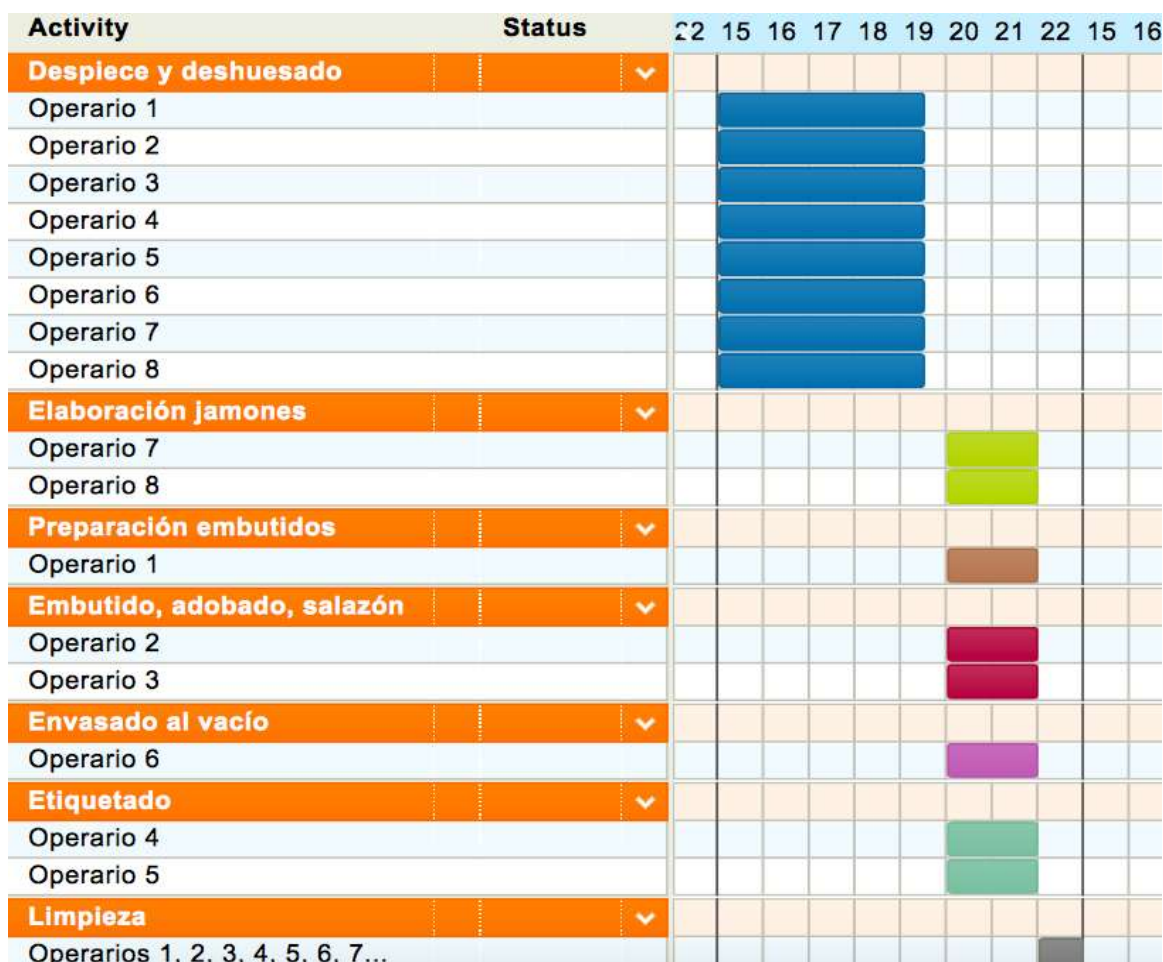 Activity Status 22 15 16 17 18 19 20 21 22 15 16
Despiece y deshuesado
Operario 1
Operario 2
Operario 3
Operario 4
Operario 5
Operario 6
Operario 7
Operario 8
Elaboración jamones
Operario 7
Operario 8
Preparación embutidos
Operario 1
Embutido, adobado, salazón
Operario 2
Operario 3
Envasado al vacío
Operario 6
Etiquetado
Operario 4
Operario 5
Limpieza
Operarios 1, 2, 3, 4, 5, 6, 7...